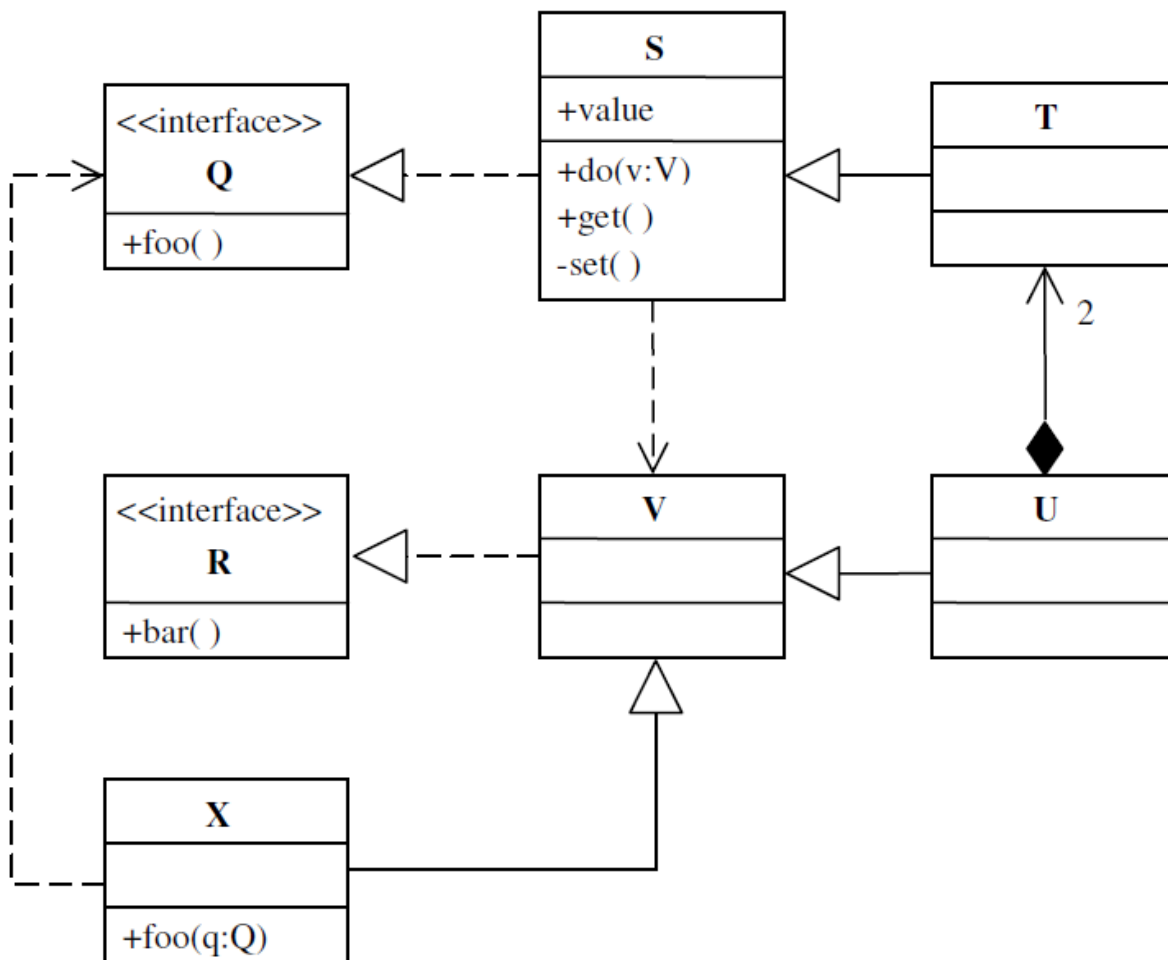 <<interface>>
Q
+foo( )
S
+value
+do(v:V)
+get( )
-set( )
T
2
<<interface>>
R
+bar( )
V
U
X
+foo(q:Q)